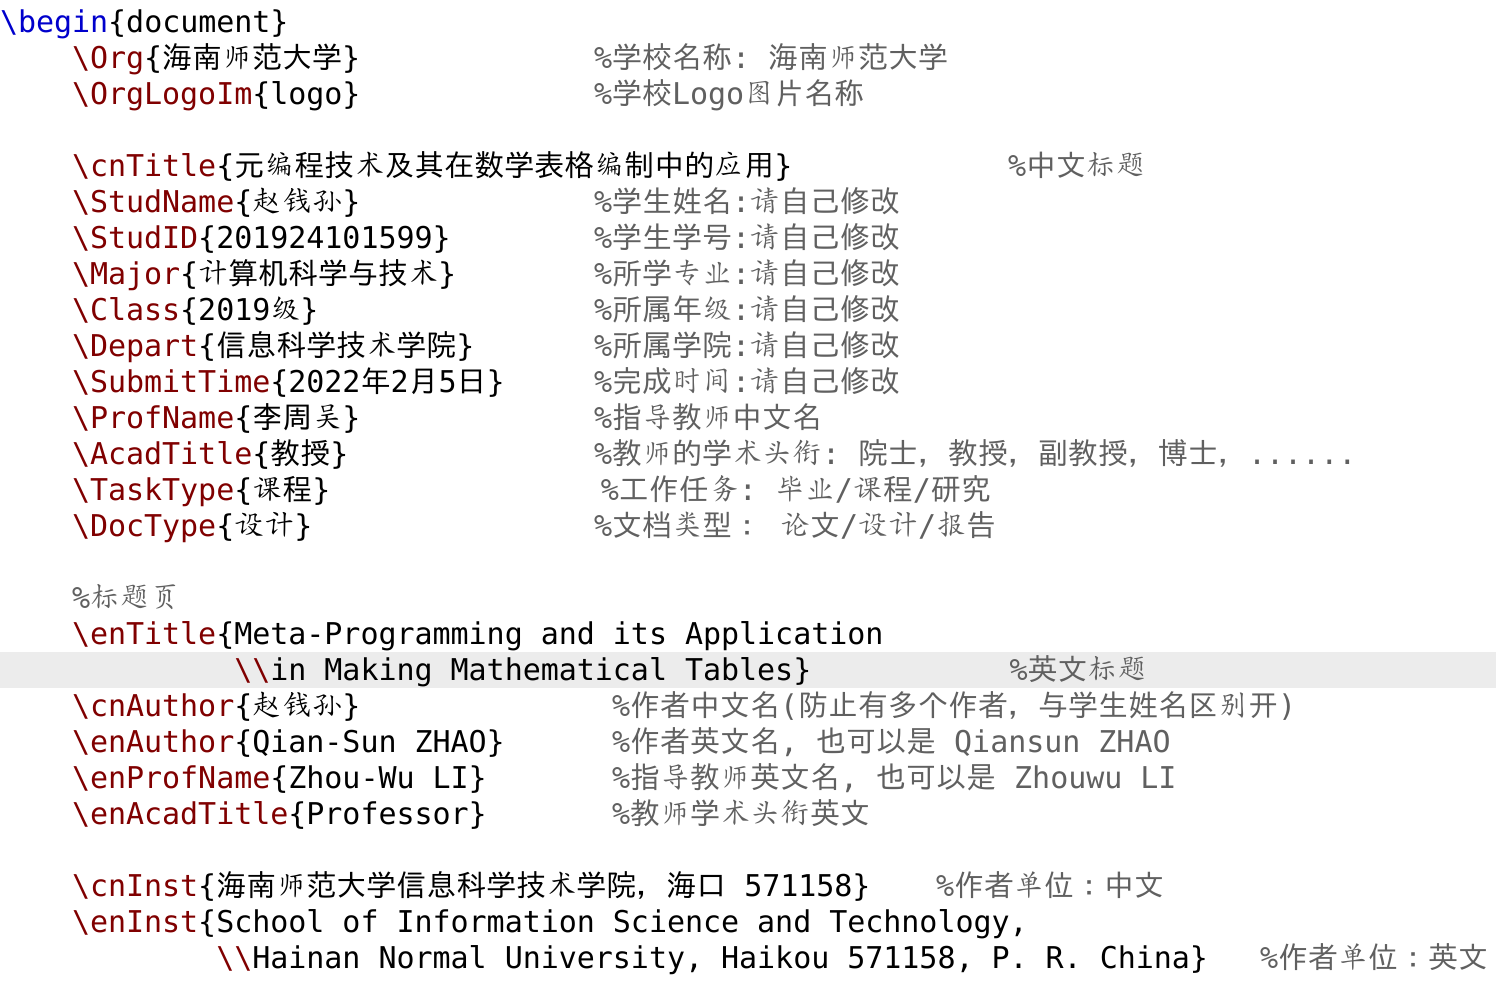 \begin{document}
\Org{海南师范大学} %学校名称: 海南师范大学
\OrgLogoIm{logo} %学校Logo图片名称
\cnTitle{元编程技术及其在数学表格编制中的应用} %中文标题
\StudName{赵钱孙} %学生姓名:请自己修改
\StudID{201924101599} %学生学号:请自己修改
\Major{计算机科学与技术} %所学专业:请自己修改
\Class{2019级} %所属年级:请自己修改
\Depart{信息科学技术学院} %所属学院:请自己修改
\SubmitTime{2022年2月5日} %完成时间:请自己修改
\ProfName{李周吴} %指导教师中文名
\AcadTitle{教授} %教师的学术头衔: 院士，教授，副教授，博士，......
\TaskType{课程} %工作任务: 毕业/课程/研究
\DocType{设计} %文档类型： 论文/设计/报告
%标题页
\enTitle{Meta-Programming and its Application
\\in Making Mathematical Tables} %英文标题
\cnAuthor{赵钱孙} %作者中文名(防止有多个作者，与学生姓名区别开)
\enAuthor{Qian-Sun ZHAO} %作者英文名, 也可以是 Qiansun ZHAO
\enProfName{Zhou-Wu LI} %指导教师英文名, 也可以是 Zhouwu LI
\enAcadTitle{Professor} %教师学术头衔英文
\cnInst{海南师范大学信息科学技术学院，海口 571158} %作者单位：中文
\enInst{School of Information Science and Technology,
\\Hainan Normal University, Haikou 571158, P. R. China} %作者单位：英文